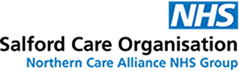 NHS
Salford Care Organisation
Northern Care Alliance NHS Group